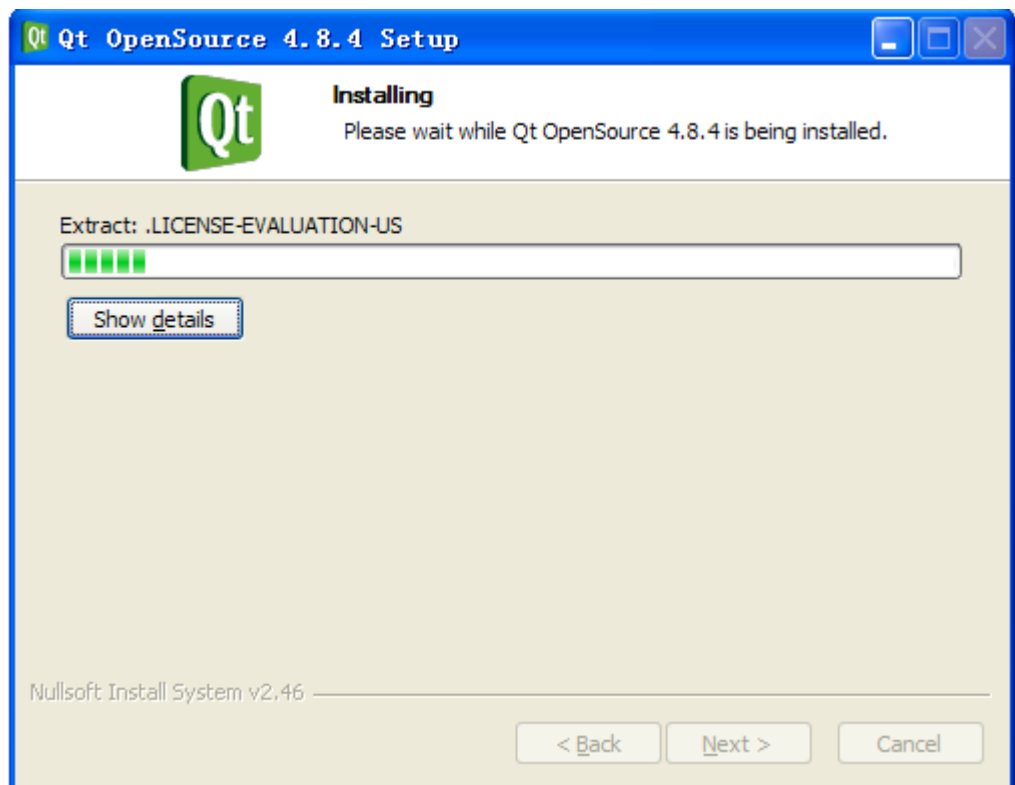 Qt Qt OpenSource 4.8.4 Setup
Qt
Installing
Please wait while Qt OpenSource 4.8.4 is being installed.
Extract: .LICENSE-EVALUATION-US
Show details
Nullsoft Install System v2.46
< Back Next > Cancel